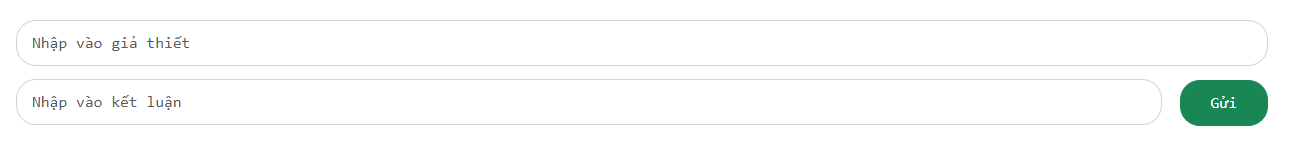 Nhập vào giả thiết
Nhập vào kết luận
Gửi